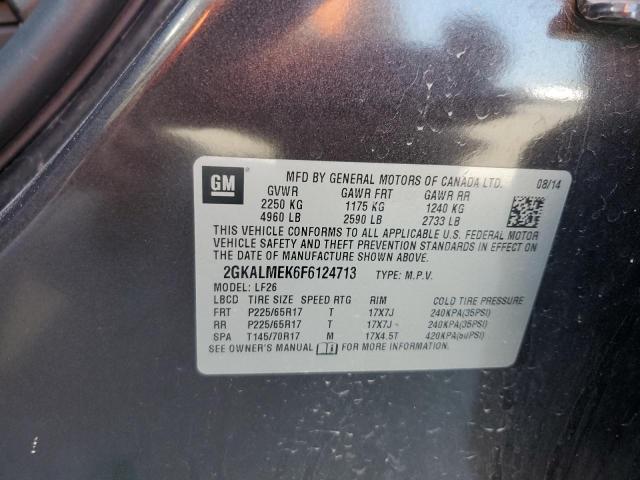 GM
MFD BY GENERAL MOTORS OF CANADA LTD. 08/14
GVWR GAWR FRT GAWR RR
2250 KG 1175 KG 1240 KG
4960 LB 2590 LB 2733 LB
THIS VEHICLE CONFORMS TO ALL APPLICABLE U.S. FEDERAL MOTOR
VEHICLE SAFETY AND THEFT PREVENTION STANDARDS IN EFFECT ON
THE DATE OF MANUFACTURE SHOWN ABOVE.
2GKALMEK6F6124713 TYPE: M.P.V.
MODEL: LF26
LBCD TIRE SIZE SPEED RTG RIM COLD TIRE PRESSURE
FRT P225/65R17 T 17X7J 240KPA(35PSI)
RR P225/65R17 T 17X7J 240KPA(35PSI)
SPA T145/70R17 M 17X4.5T 420KPA(60PSI)
SEE OWNER'S MANUAL FOR MORE INFORMATION.